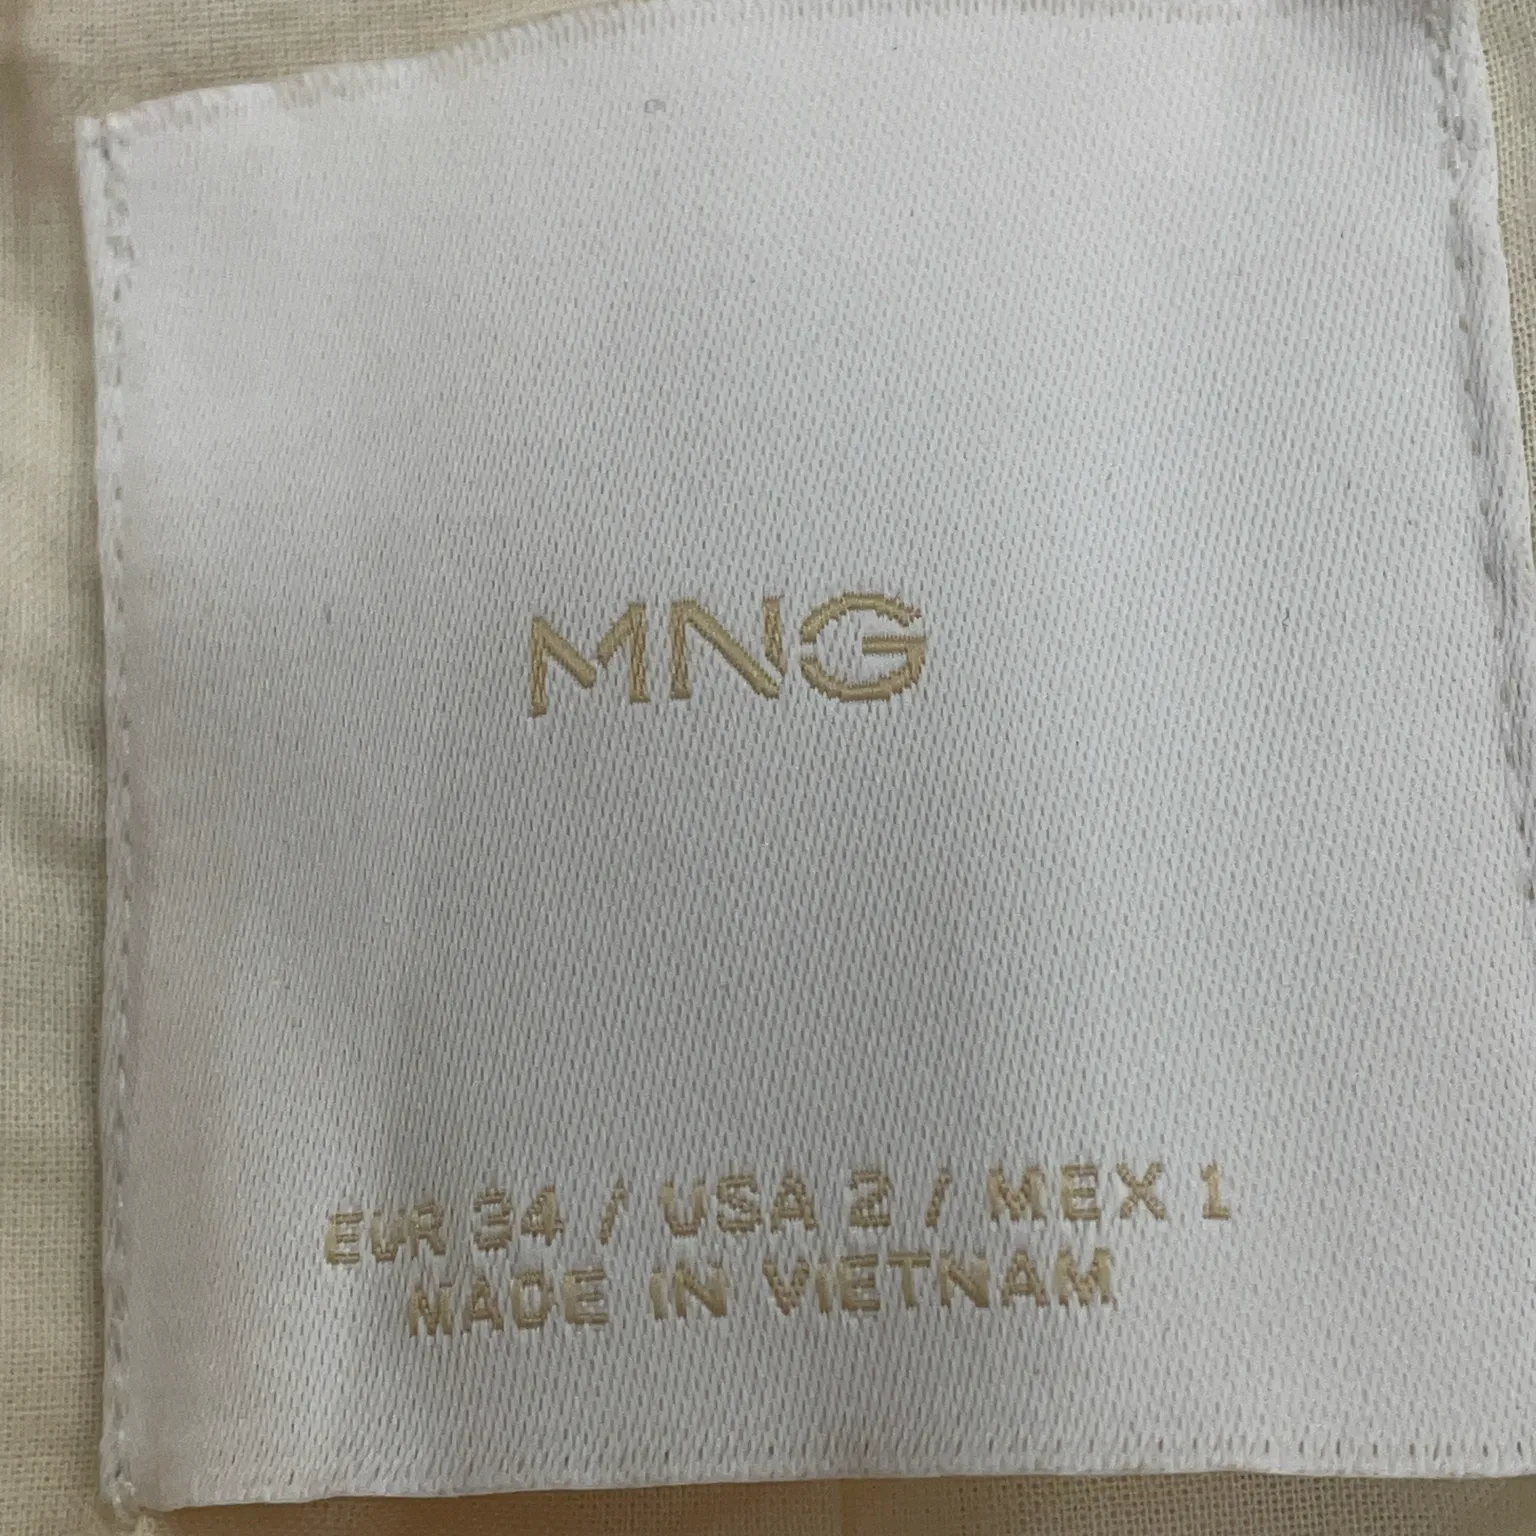 MNG
EUR 34 / USA 2 / MEX 1
MADE IN VIETNAM